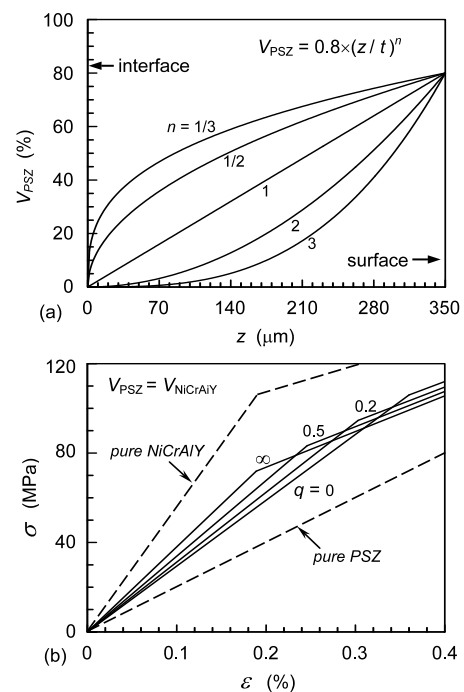 V_PSZ = 0.8×(z / t)^n
interface
n = 1/3
1/2
1
2
3
surface
100
80
60
40
20
0
V_PSZ (%)
0 70 140 210 280 350
(a)
z (μm)
V_PSZ = V_NiCrAiY
pure NiCrAlY
∞
0.5
0.2
q = 0
pure PSZ
120
80
40
0
σ (MPa)
0 0.1 0.2 0.3 0.4
(b)
ε (%)